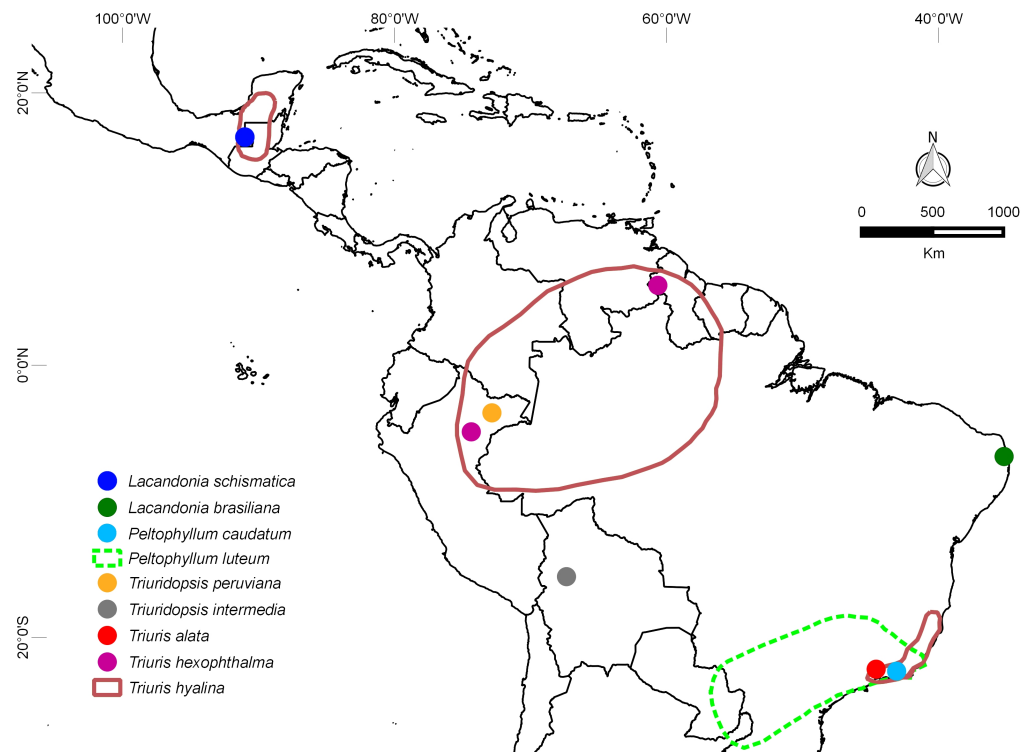 100°0'W 80°0'W 60°0'W 40°0'W
20°0'N
N
0 500 1000
Km
0°0'N
Lacandonia schismatica
Lacandonia brasiliana
Peltophyllum caudatum
Peltophyllum luteum
Triuridopsis peruviana
Triuridopsis intermedia
20°0'S
Triuris alata
Triuris hexophthalma
Triuris hyalina